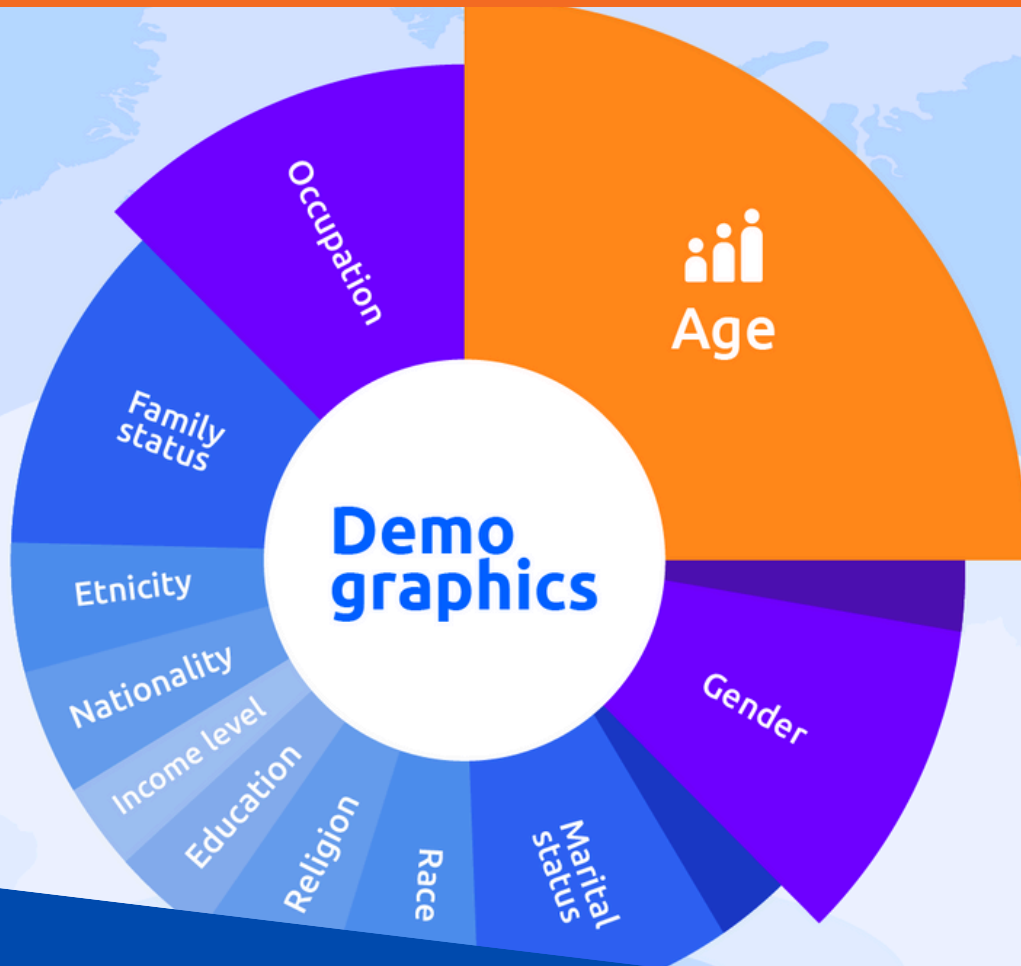 Demo
graphics
Age
Gender
Marital
status
Race
Religion
Education
Income level
Nationality
Etnicity
Family
status
Occupation